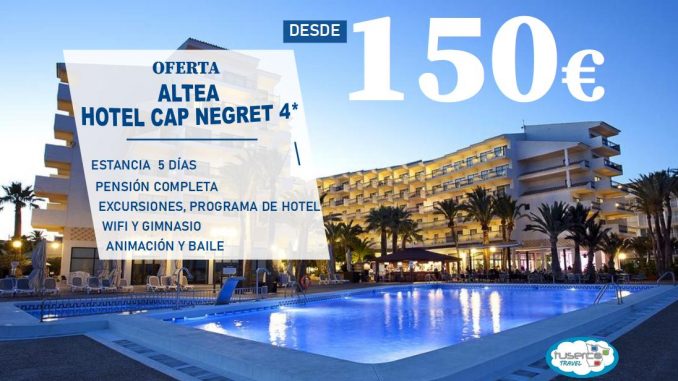 DESDE 150€
OFERTA
ALTEA
HOTEL CAP NEGRET 4*
ESTANCIA 5 DÍAS
PENSIÓN COMPLETA
EXCURSIONES, PROGRAMA DE HOTEL
WIFI Y GIMNASIO
ANIMACIÓN Y BAILE
TRAVEL